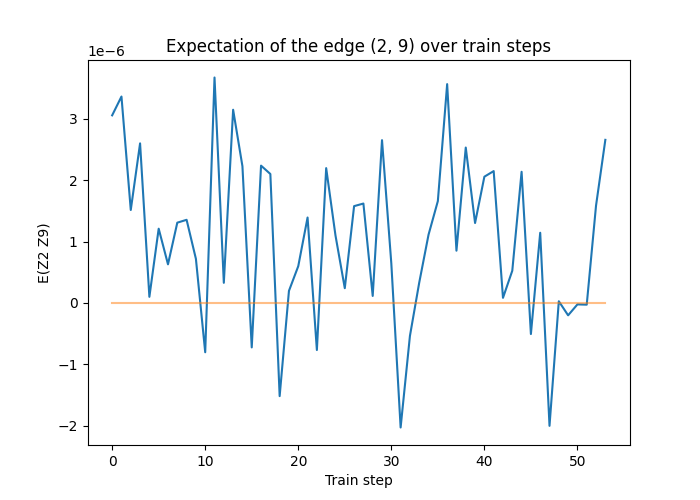 Expectation of the edge (2, 9) over train steps
1e−6
3
2
1
0
−1
−2
E(Z2 Z9)
0 10 20 30 40 50
Train step